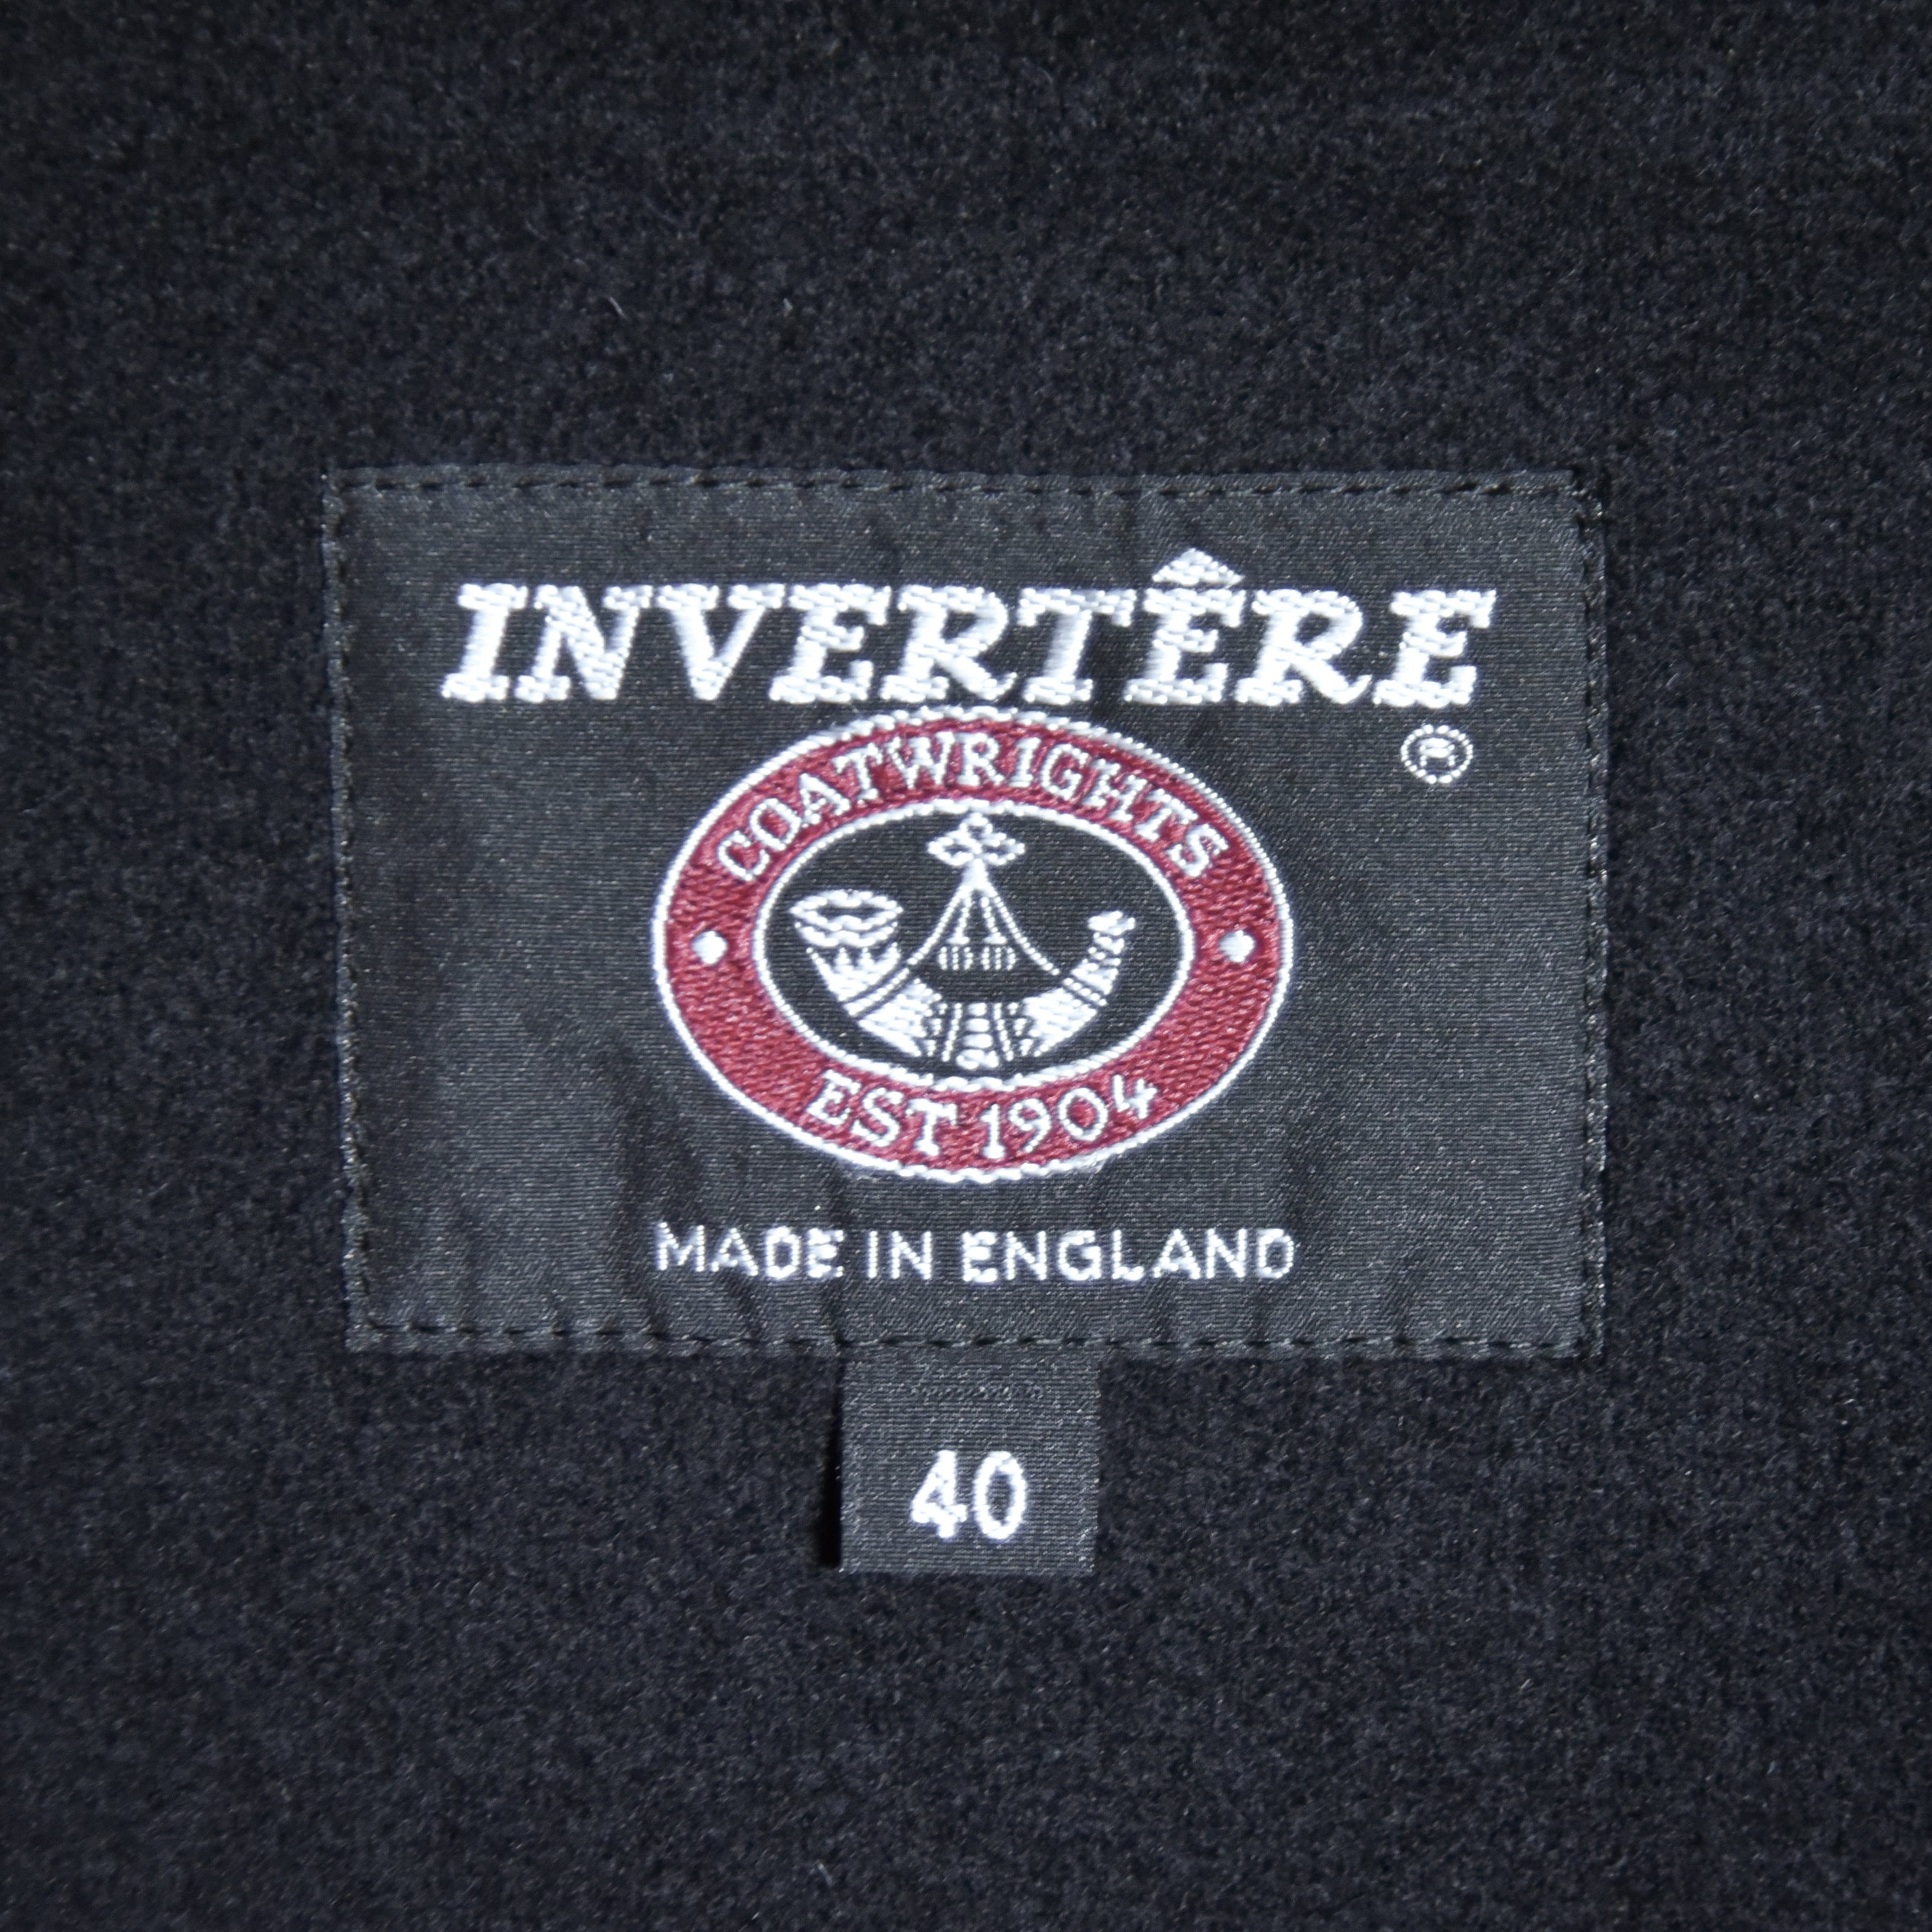 INVERTÊRE
®
COATWRIGHTS
EST 1904
MADE IN ENGLAND
40